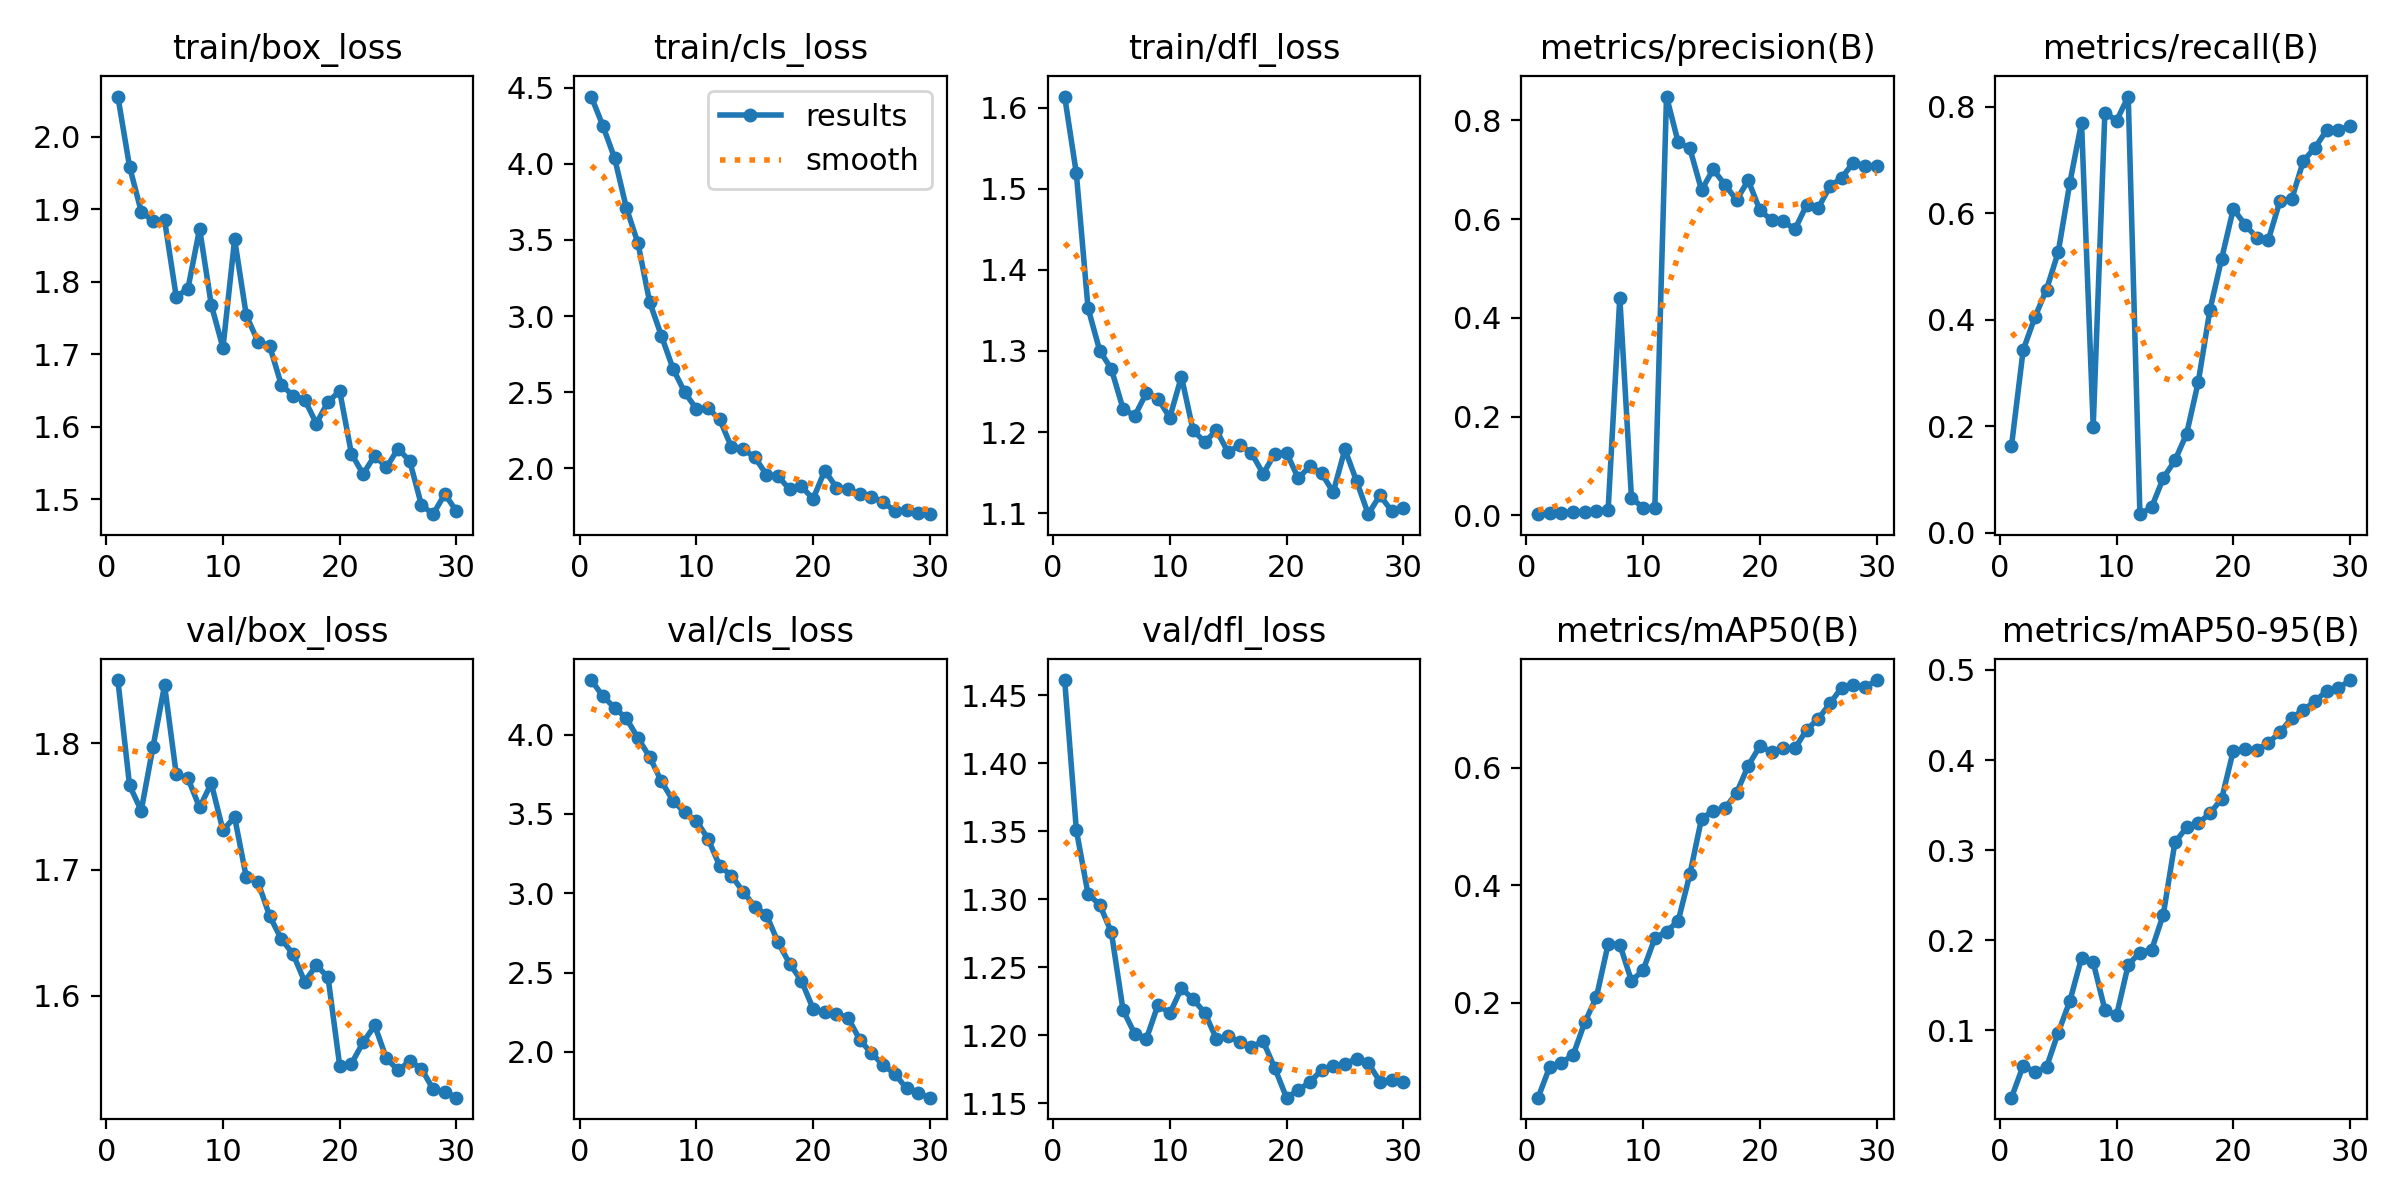 train/box_loss
2.0
1.9
1.8
1.7
1.6
1.5
0 10 20 30
train/cls_loss
results
smooth
4.5
4.0
3.5
3.0
2.5
2.0
0 10 20 30
train/dfl_loss
1.6
1.5
1.4
1.3
1.2
1.1
0 10 20 30
metrics/precision(B)
0.8
0.6
0.4
0.2
0.0
0 10 20 30
metrics/recall(B)
0.8
0.6
0.4
0.2
0.0
0 10 20 30
val/box_loss
1.8
1.7
1.6
0 10 20 30
val/cls_loss
4.0
3.5
3.0
2.5
2.0
0 10 20 30
val/dfl_loss
1.45
1.40
1.35
1.30
1.25
1.20
1.15
0 10 20 30
metrics/mAP50(B)
0.6
0.4
0.2
0 10 20 30
metrics/mAP50-95(B)
0.5
0.4
0.3
0.2
0.1
0 10 20 30